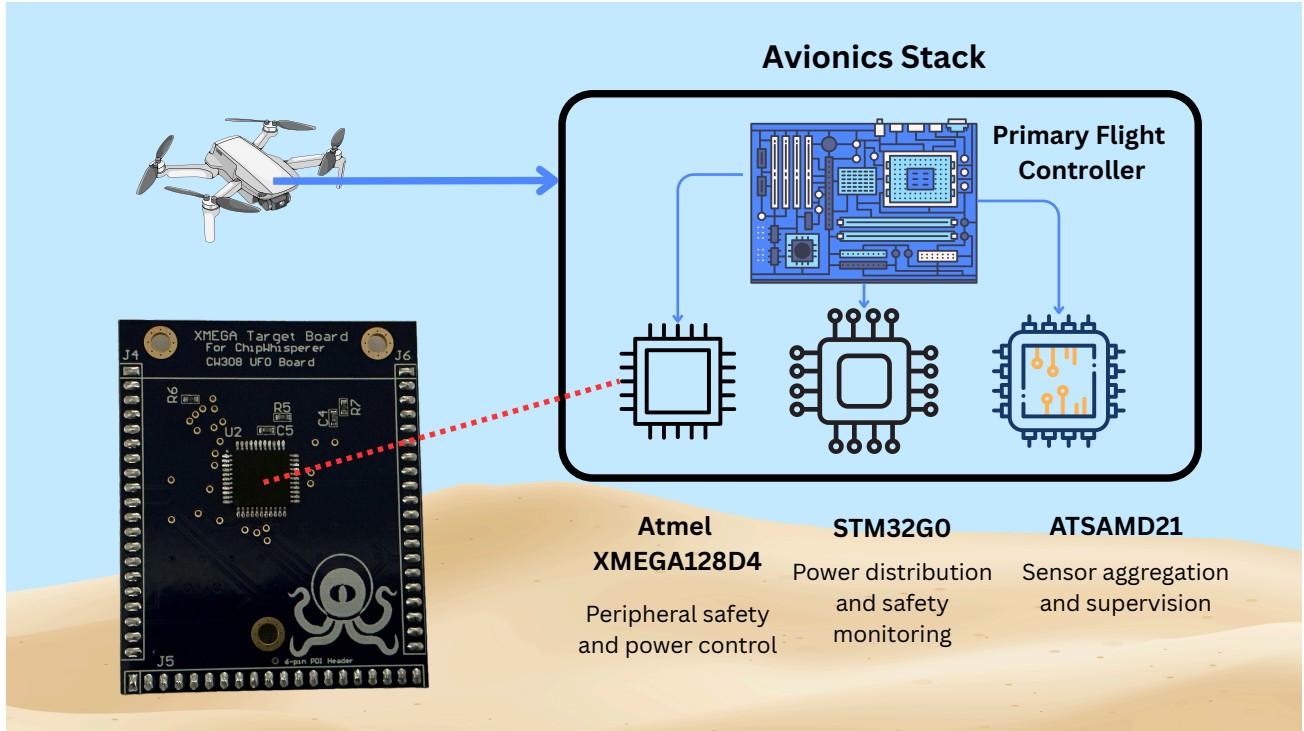 Avionics Stack
Primary Flight
Controller
XMEGA Target Board
For ChipWhisperer
CW308 UFO Board
J4
J6
R6
R5
C4
R7
U2
C5
J5
6-pin PDI Header
Atmel
XMEGA128D4
Peripheral safety
and power control
STM32G0
Power distribution
and safety
monitoring
ATSAMD21
Sensor aggregation
and supervision